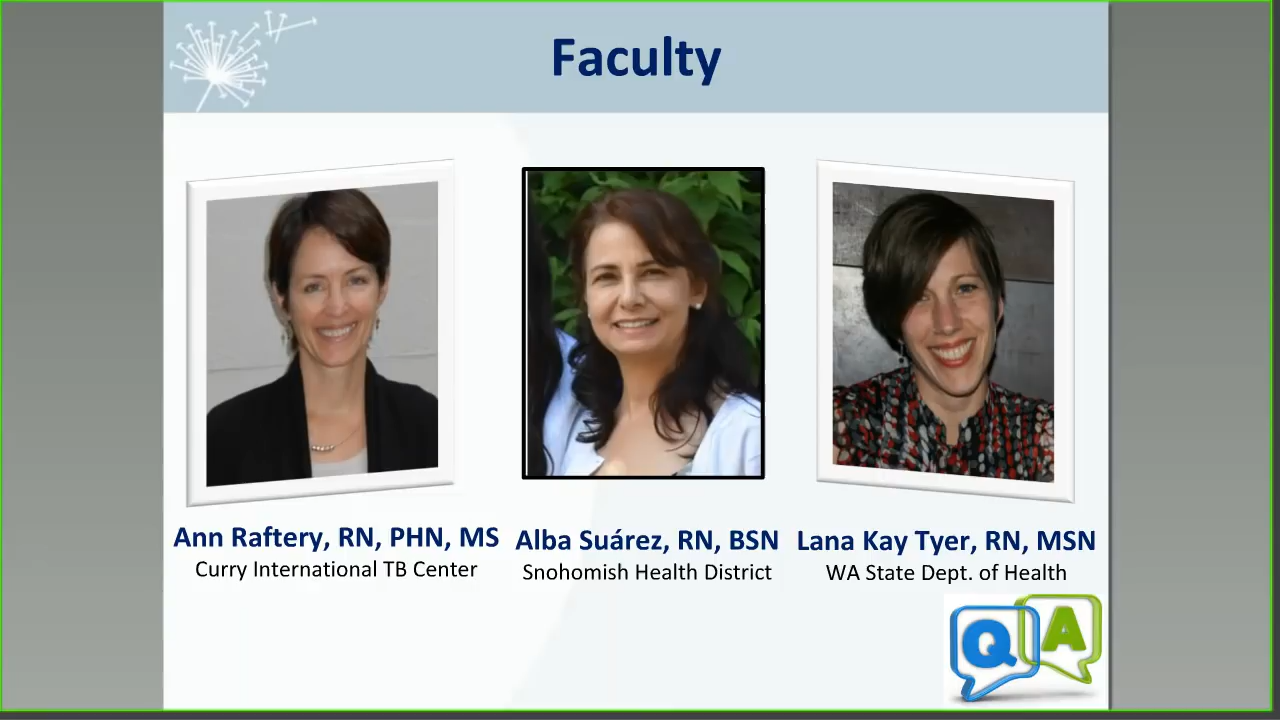 Faculty
Ann Raftery, RN, PHN, MS
Curry International TB Center
Alba Suárez, RN, BSN
Snohomish Health District
Lana Kay Tyer, RN, MSN
WA State Dept. of Health
Q A